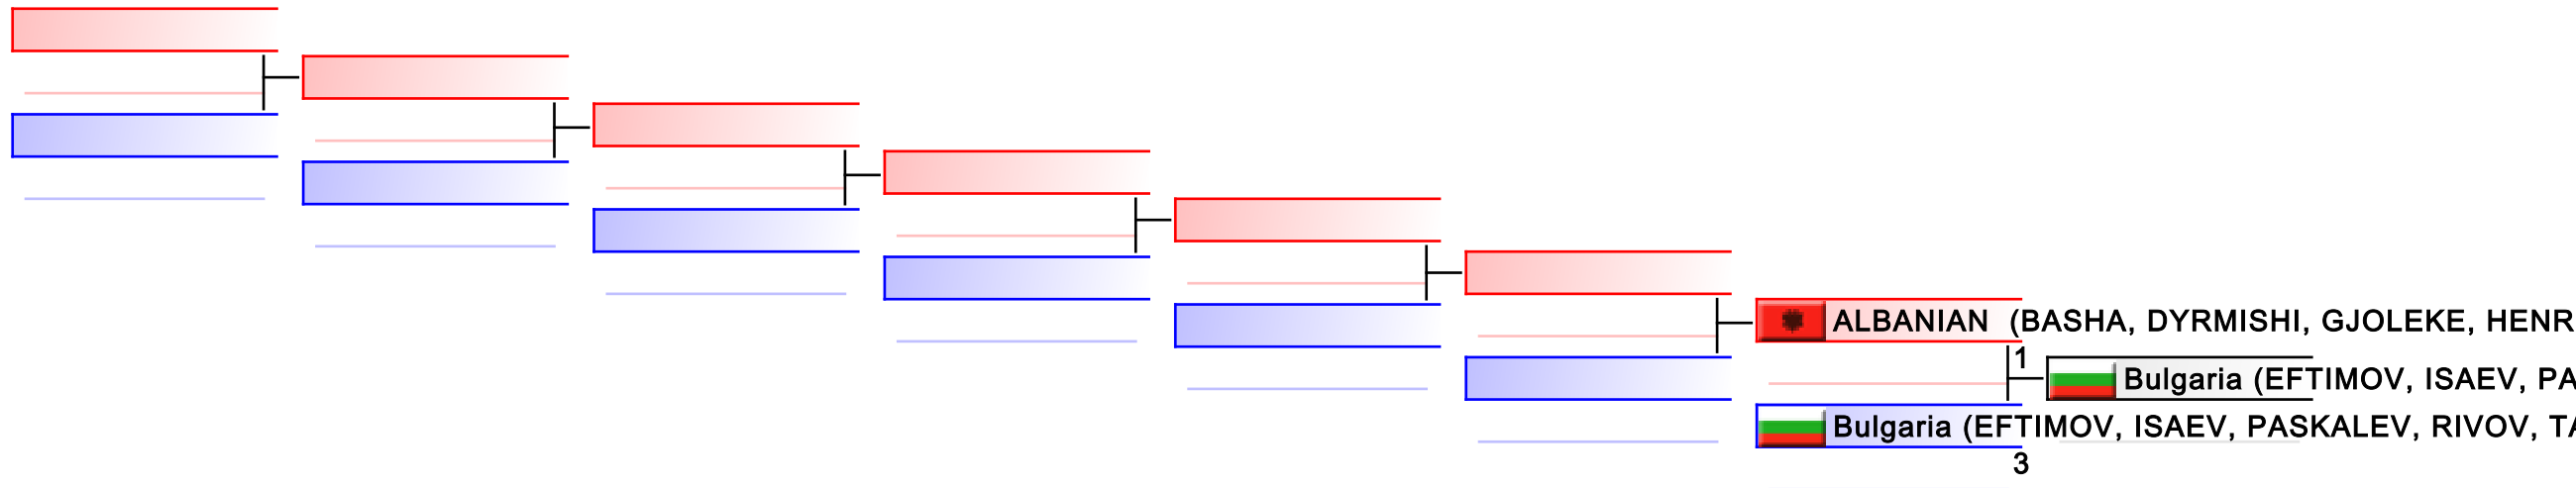 ALBANIAN (BASHA, DYRMISHI, GJOLEKE, HENR
1
Bulgaria (EFTIMOV, ISAEV, PA
Bulgaria (EFTIMOV, ISAEV, PASKALEV, RIVOV, TA
3